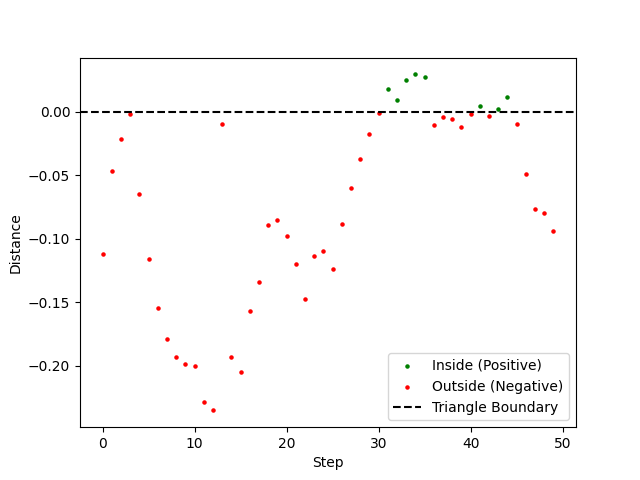 0.00
−0.05
−0.10
−0.15
−0.20
Distance
0
10
20
30
40
50
Step
Inside (Positive)
Outside (Negative)
Triangle Boundary